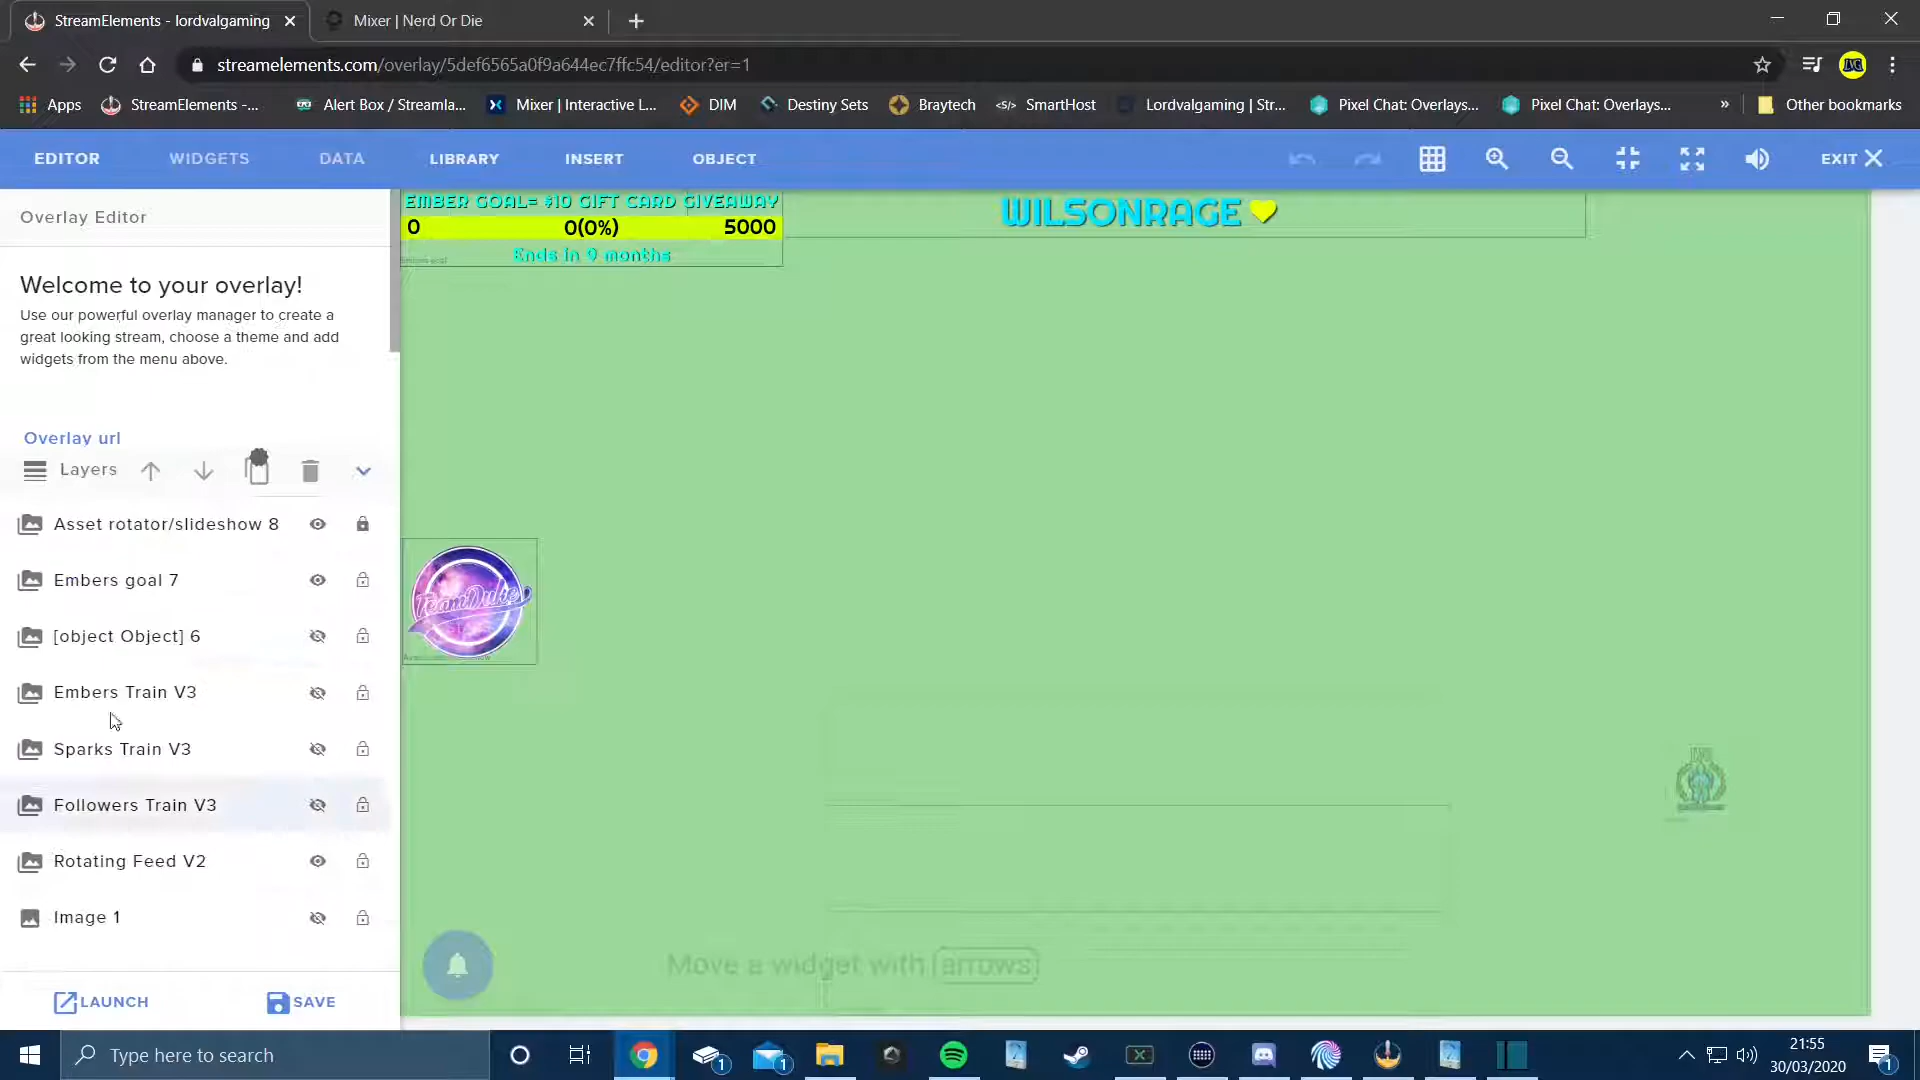 StreamElements - lordvalgaming
Mixer | Nerd Or Die
streamelements.com/overlay/5def6565a0f9a644ec7ffc54/editor?er=1
Apps
StreamElements -...
Alert Box / Streamla...
Mixer | Interactive L...
DIM
Destiny Sets
Braytech
</> SmartHost
Lordvalgaming | Str...
Pixel Chat: Overlays...
Pixel Chat: Overlays...
»
Other bookmarks
EDITOR
WIDGETS
DATA
LIBRARY
INSERT
OBJECT
EXIT
Overlay Editor
Welcome to your overlay!
Use our powerful overlay manager to create a
great looking stream, choose a theme and add
widgets from the menu above.
Overlay url
Layers
Asset rotator/slideshow 8
Embers goal 7
[object Object] 6
Embers Train V3
Sparks Train V3
Followers Train V3
Rotating Feed V2
Image 1
LAUNCH
SAVE
EMBER GOAL= $10 GIFT CARD GIVEAWAY
0 0(0%) 5000
Ends in 9 months
Embers goal
WILSONRAGE
TeamDuke
Move a widget with arrows
Type here to search
1
1
21:55
30/03/2020
1